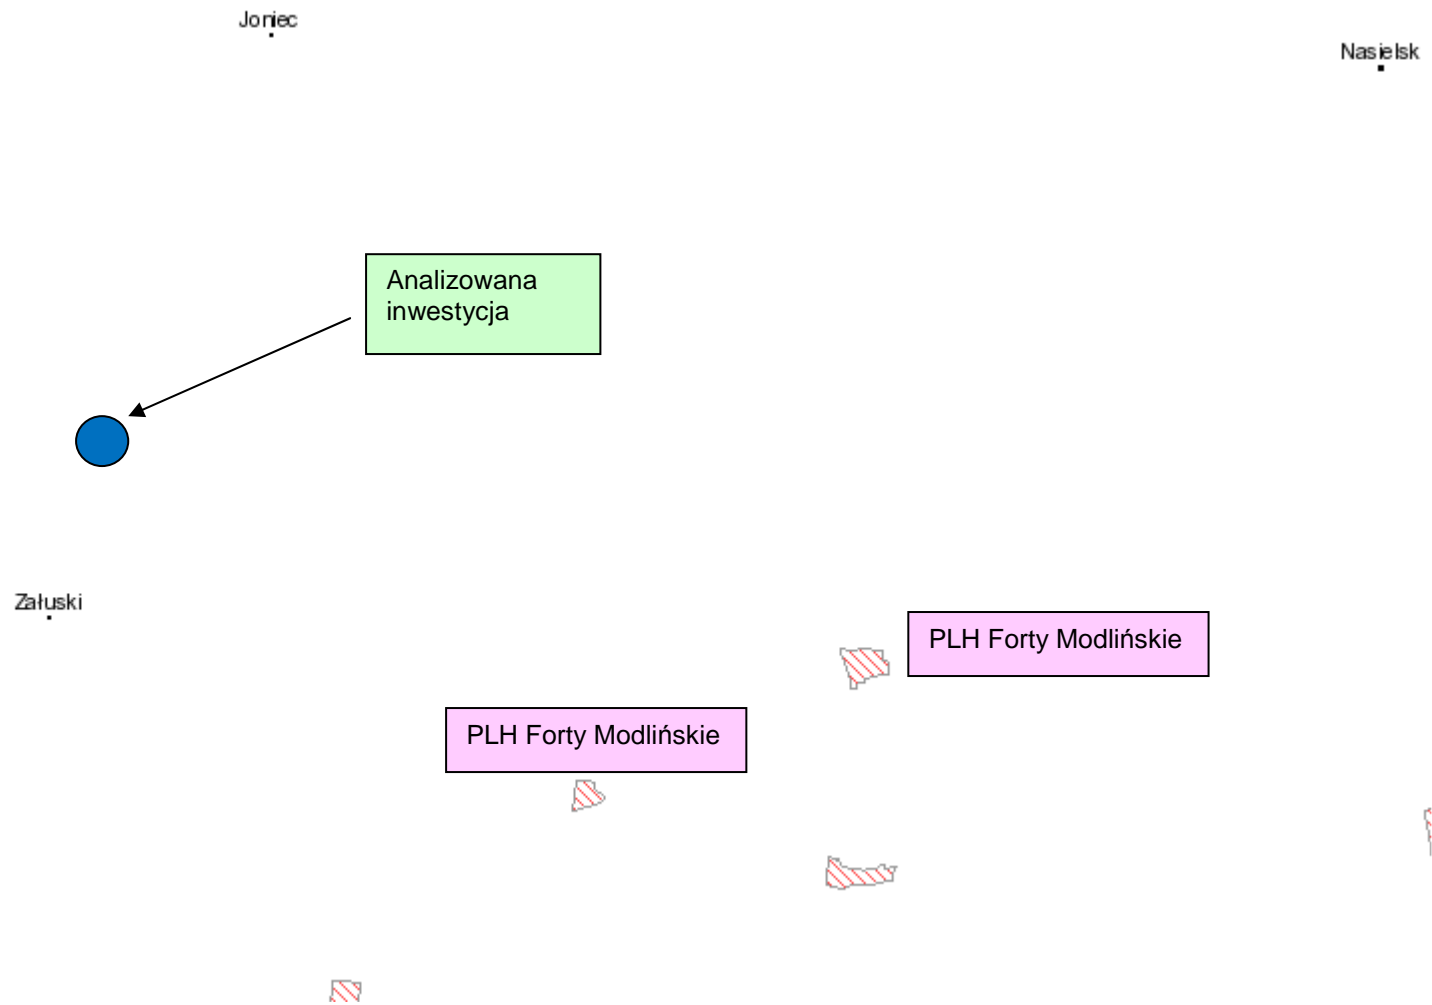 Joniec
Nasielsk
Analizowana
inwestycja
Załuski
PLH Forty Modlińskie
PLH Forty Modlińskie